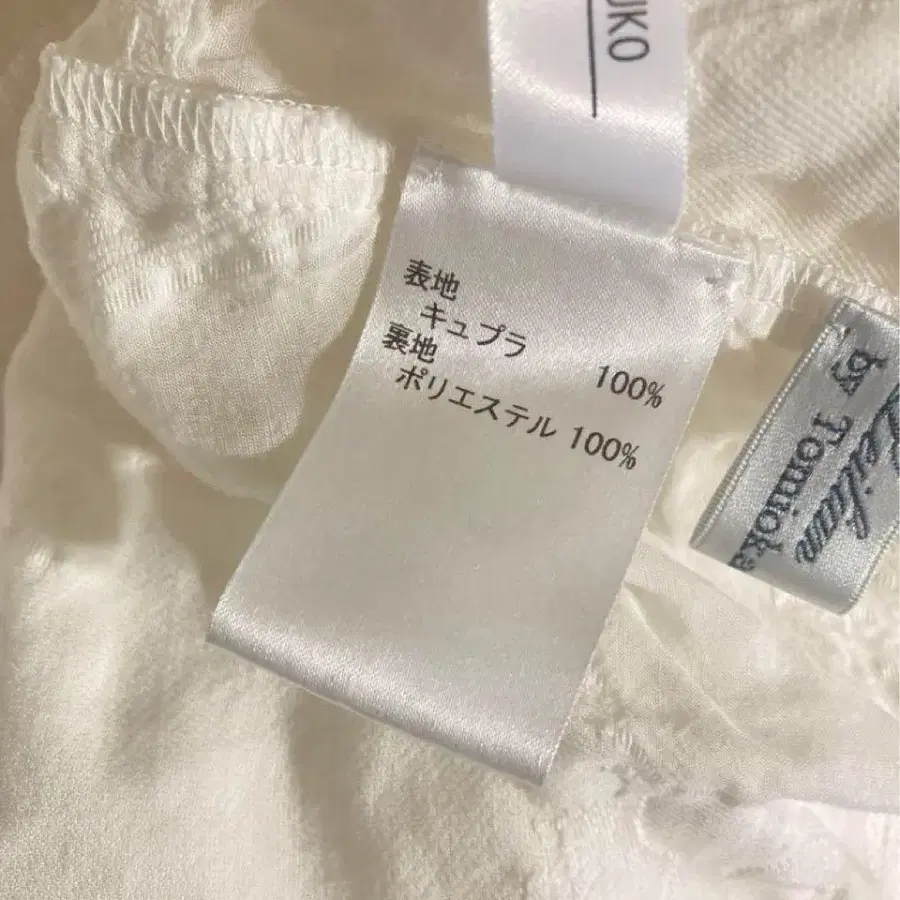 UKO
表地
キュプラ 100%
裏地
ポリエステル 100%
Leilian
by Tomioka